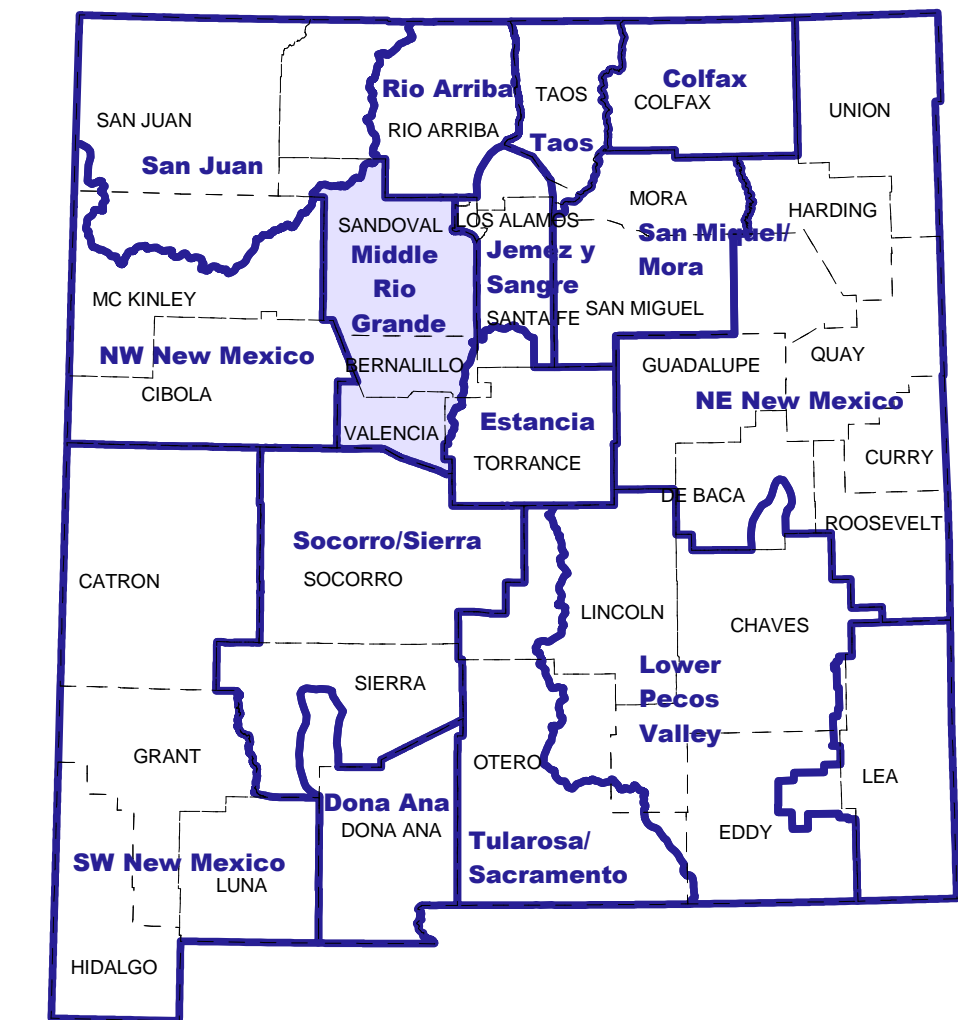 Rio Arriba
Colfax
TAOS
COLFAX
UNION
SAN JUAN
RIO ARRIBA
Taos
San Juan
MORA
HARDING
SANDOVAL
LOS ALAMOS
San Miguel/
Mora
Middle
Rio
Grande
Jemez y
Sangre
MC KINLEY
SANTA FE
SAN MIGUEL
NW New Mexico
BERNALILLO
GUADALUPE
QUAY
CIBOLA
NE New Mexico
Estancia
VALENCIA
TORRANCE
CURRY
DE BACA
ROOSEVELT
Socorro/Sierra
SOCORRO
CATRON
LINCOLN
CHAVES
Lower
Pecos
Valley
SIERRA
GRANT
OTERO
LEA
Dona Ana
DONA ANA
EDDY
Tularosa/
Sacramento
SW New Mexico
LUNA
HIDALGO